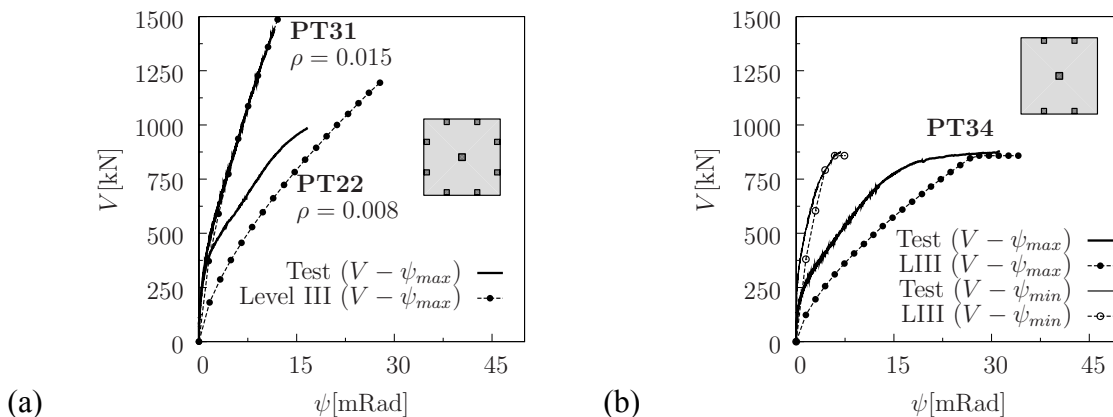 1500
1250
1000
750
500
250
0
V[kN]
PT31
ρ = 0.015
PT22
ρ = 0.008
Test (V − ψmax)
Level III (V − ψmax)
0 15 30 45
ψ[mRad]
(a)
1500
1250
1000
750
500
250
0
V[kN]
PT34
Test (V − ψmax)
LIII (V − ψmax)
Test (V − ψmin)
LIII (V − ψmin)
0 15 30 45
ψ[mRad]
(b)